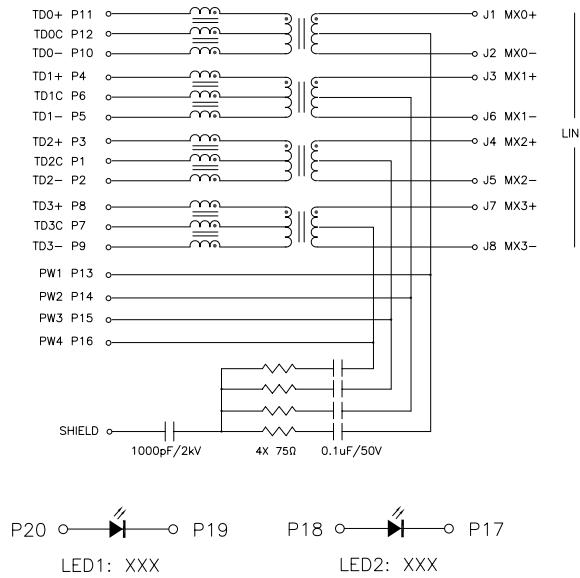 TD0+ P11 J1 MX0+
TD0C P12
TD0- P10 J2 MX0-
TD1+ P4 J3 MX1+
TD1C P6
TD1- P5 J6 MX1-
LIN
TD2+ P3 J4 MX2+
TD2C P1
TD2- P2 J5 MX2-
TD3+ P8 J7 MX3+
TD3C P7
TD3- P9 J8 MX3-
PW1 P13
PW2 P14
PW3 P15
PW4 P16
SHIELD
1000pF/2kV 4X 75Ω 0.1uF/50V
P20 P19 P18 P17
LED1: XXX LED2: XXX